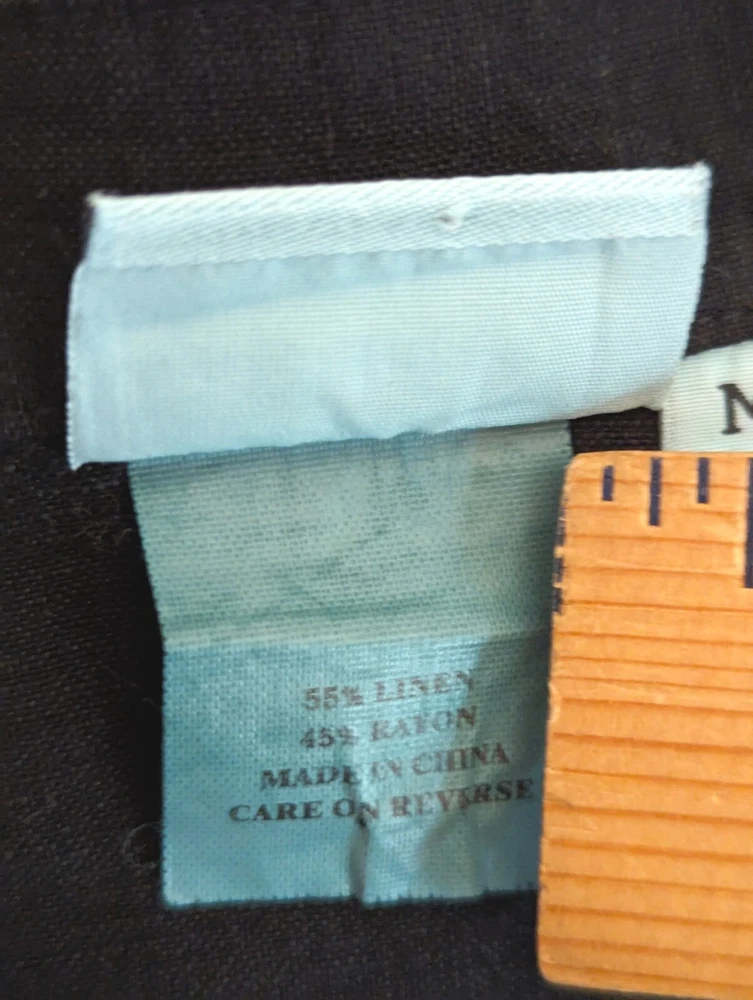 N
55% LINEN
45% RAYON
MADE IN CHINA
CARE ON REVERSE